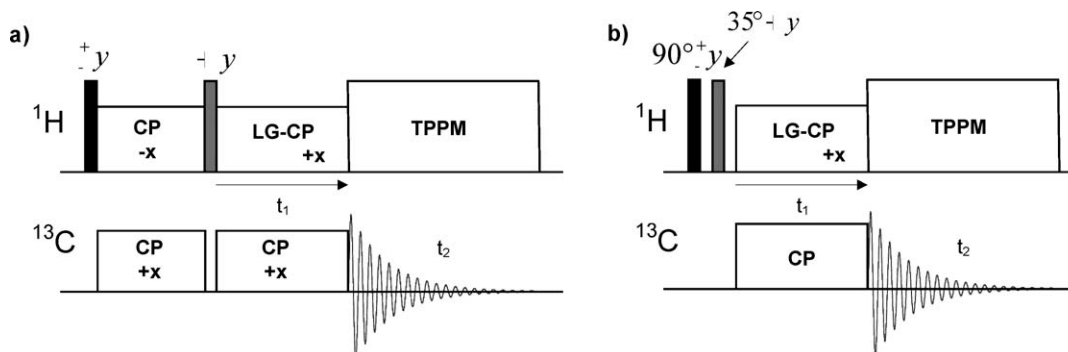 a)
+
- y
+ y
¹H
CP
-x
LG-CP
+x
TPPM
t₁
¹³C
CP
+x
CP
+x
t₂
b)
35°+ y
90°+
- y
¹H
LG-CP
+x
TPPM
t₁
¹³C
CP
t₂